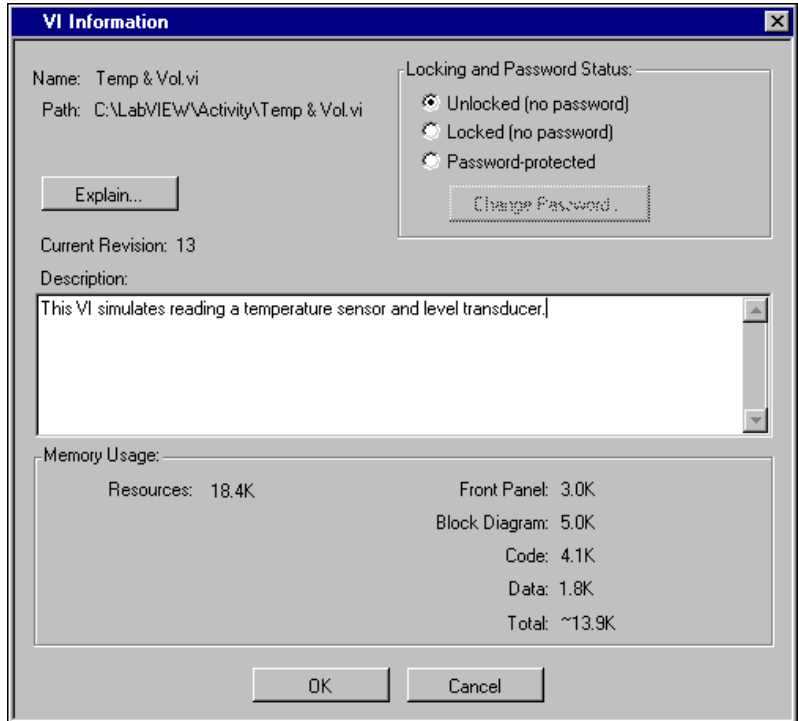 VI Information
Name: Temp & Vol.vi
Path: C:\LabVIEW\Activity\Temp & Vol.vi
Explain...
Current Revision: 13
Locking and Password Status:
Unlocked (no password)
Locked (no password)
Password-protected
Change Password...
Description:
This VI simulates reading a temperature sensor and level transducer.
Memory Usage:
Resources: 18.4K
Front Panel: 3.0K
Block Diagram: 5.0K
Code: 4.1K
Data: 1.8K
Total: ~13.9K
OK Cancel